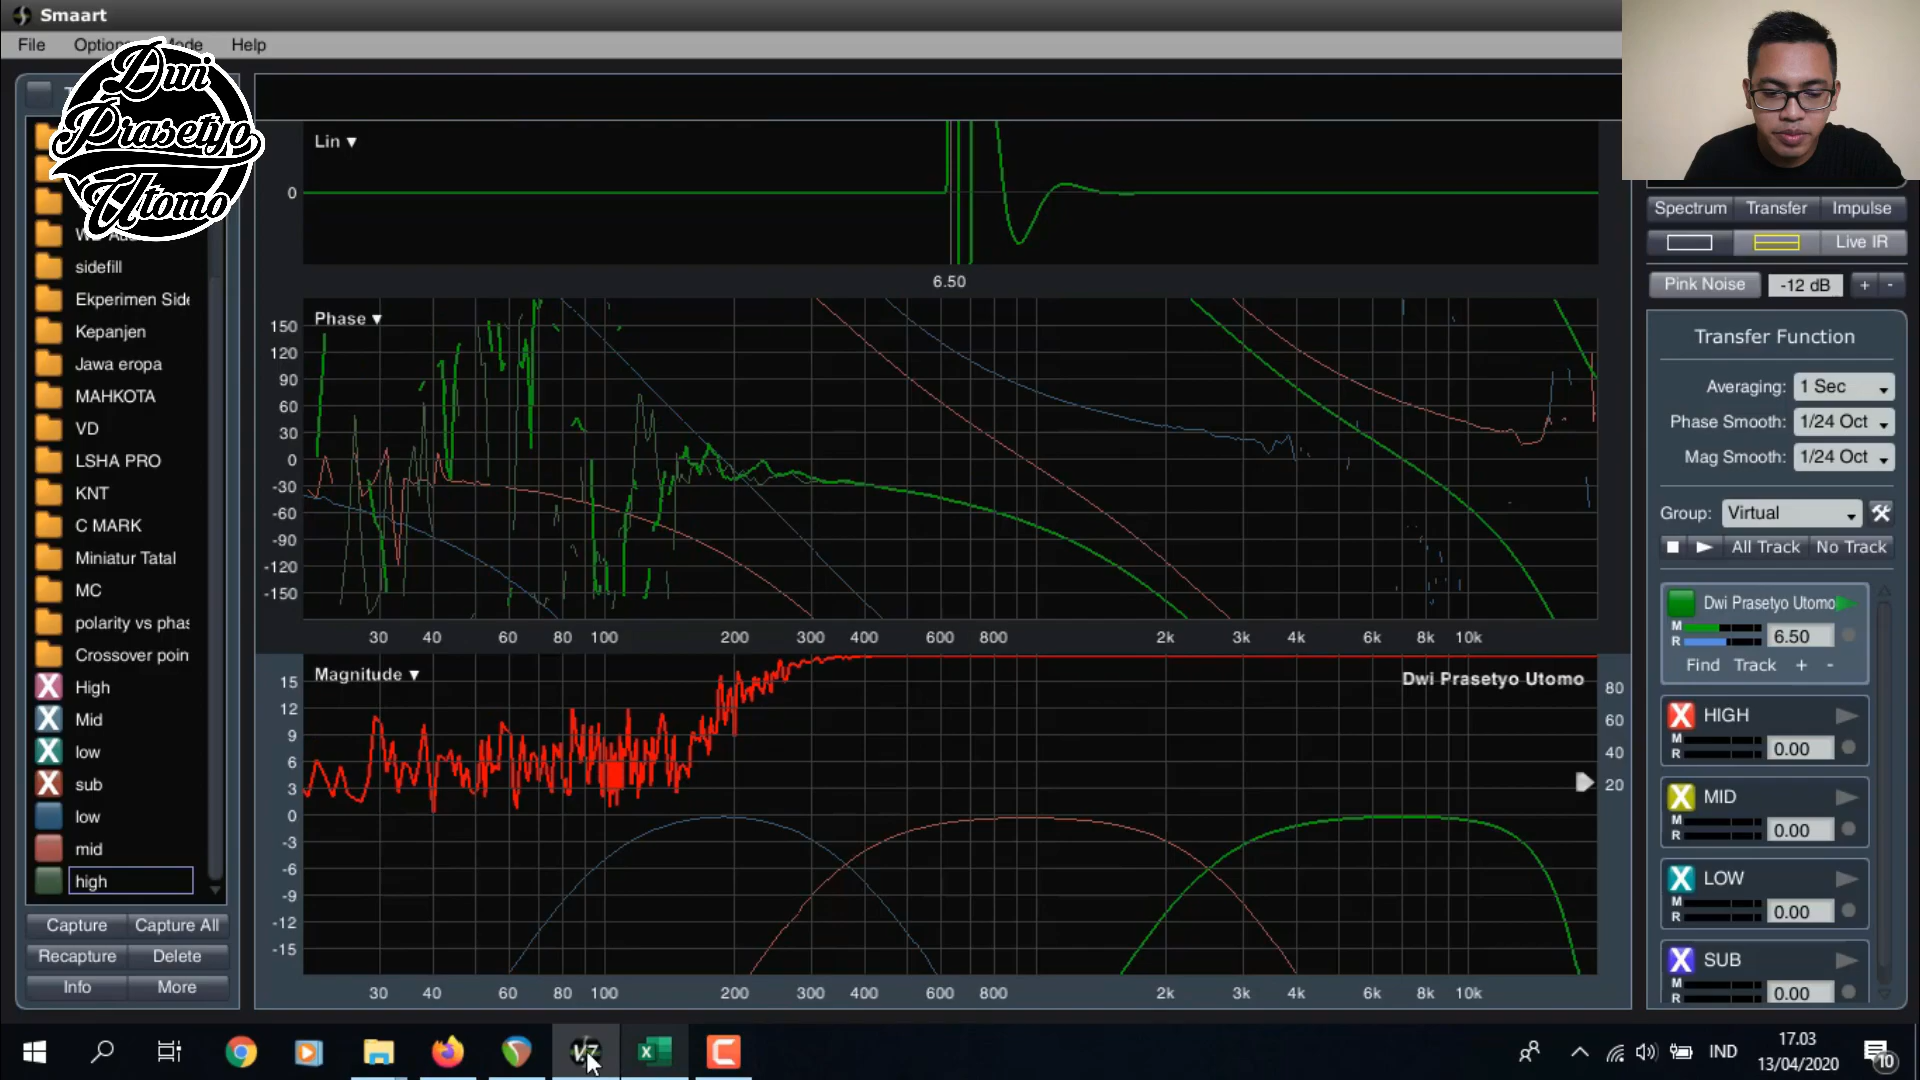 Smaart
File
Help
Dwi
Prasetyo
Utomo
sidefill
Ekperimen Side
Kepanjen
Jawa eropa
MAHKOTA
VD
LSHA PRO
KNT
C MARK
Miniatur Tatal
MC
polarity vs phas
Crossover poin
High
Mid
low
sub
low
mid
high
Capture Capture All
Recapture Delete
Info More
Lin ▼
0
6.50
Phase ▼
150
120
90
60
30
0
-30
-60
-90
-120
-150
30 40 60 80 100 200 300 400 600 800 2k 3k 4k 6k 8k 10k
Magnitude ▼
Dwi Prasetyo Utomo
15
12
9
6
3
0
-3
-6
-9
-12
-15
80
60
40
20
30 40 60 80 100 200 300 400 600 800 2k 3k 4k 6k 8k 10k
Spectrum Transfer Impulse
Live IR
Pink Noise -12 dB + -
Transfer Function
Averaging: 1 Sec
Phase Smooth: 1/24 Oct
Mag Smooth: 1/24 Oct
Group: Virtual
All Track No Track
Dwi Prasetyo Utomo
M
R 6.50
Find Track + -
X HIGH
M
R 0.00
X MID
M
R 0.00
X LOW
M
R 0.00
X SUB
M
R 0.00
IND
17.03
13/04/2020
10